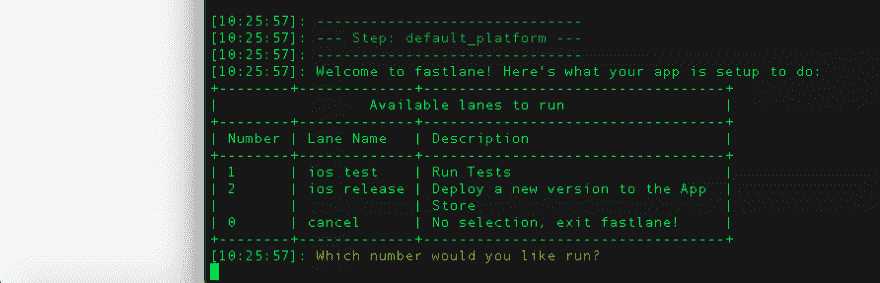 [10:25:57]: ------------------------------
[10:25:57]: --- Step: default_platform ---
[10:25:57]: ------------------------------
[10:25:57]: Welcome to fastlane! Here's what your app is setup to do:
+--------+-------------+----------------------------------+
|                  Available lanes to run                 |
+--------+-------------+----------------------------------+
| Number | Lane Name   | Description                      |
+--------+-------------+----------------------------------+
| 1      | ios test    | Run Tests                        |
| 2      | ios release | Deploy a new version to the App  |
|        |             | Store                            |
| 0      | cancel      | No selection, exit fastlane!     |
+--------+-------------+----------------------------------+
[10:25:57]: Which number would you like run?